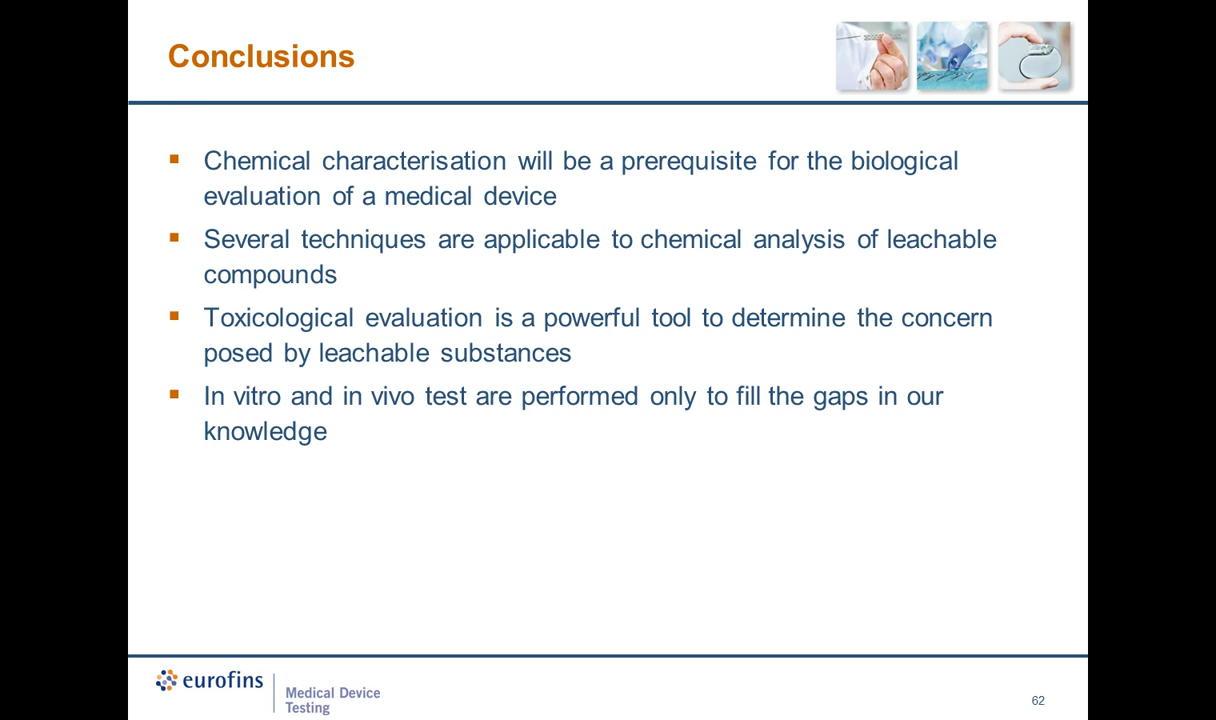 Conclusions
Chemical characterisation will be a prerequisite for the biological
evaluation of a medical device
Several techniques are applicable to chemical analysis of leachable
compounds
Toxicological evaluation is a powerful tool to determine the concern
posed by leachable substances
In vitro and in vivo test are performed only to fill the gaps in our
knowledge
eurofins
Medical Device
Testing
62